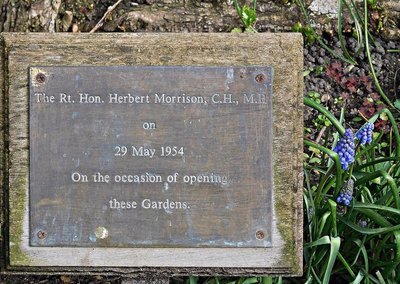 The Rt. Hon. Herbert Morrison, C.H., M.P.
on
29 May 1954
On the occasion of opening
these Gardens.